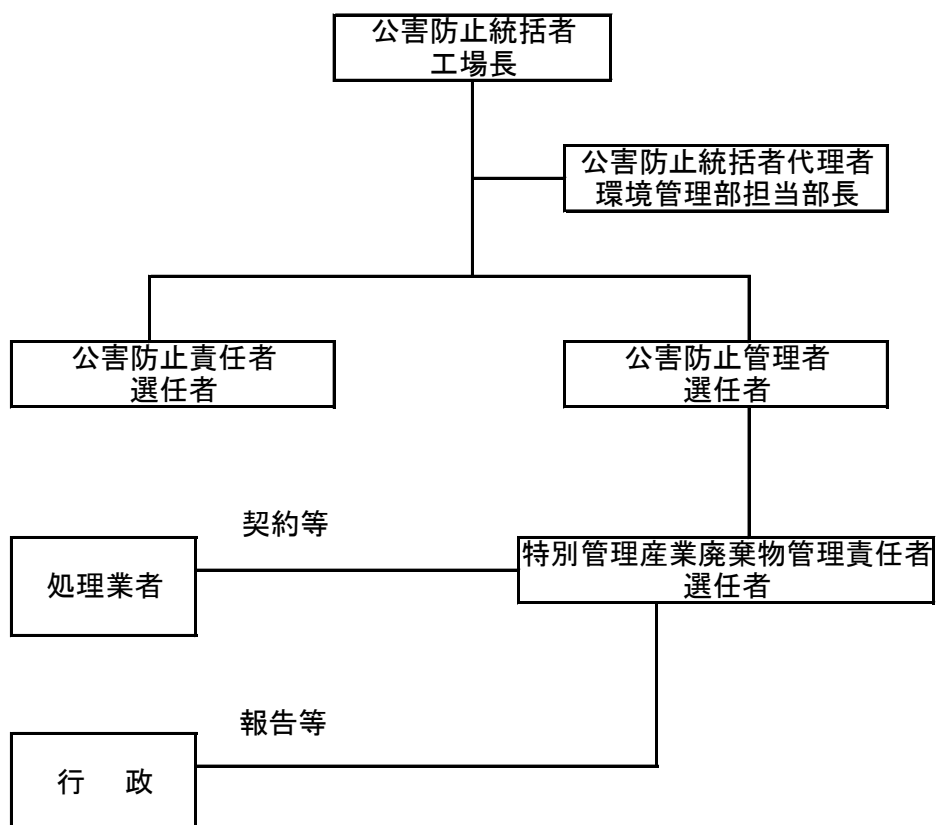 公害防止統括者
工場長
公害防止統括者代理者
環境管理部担当部長
公害防止責任者
選任者
公害防止管理者
選任者
契約等
処理業者
特別管理産業廃棄物管理責任者
選任者
報告等
行　政